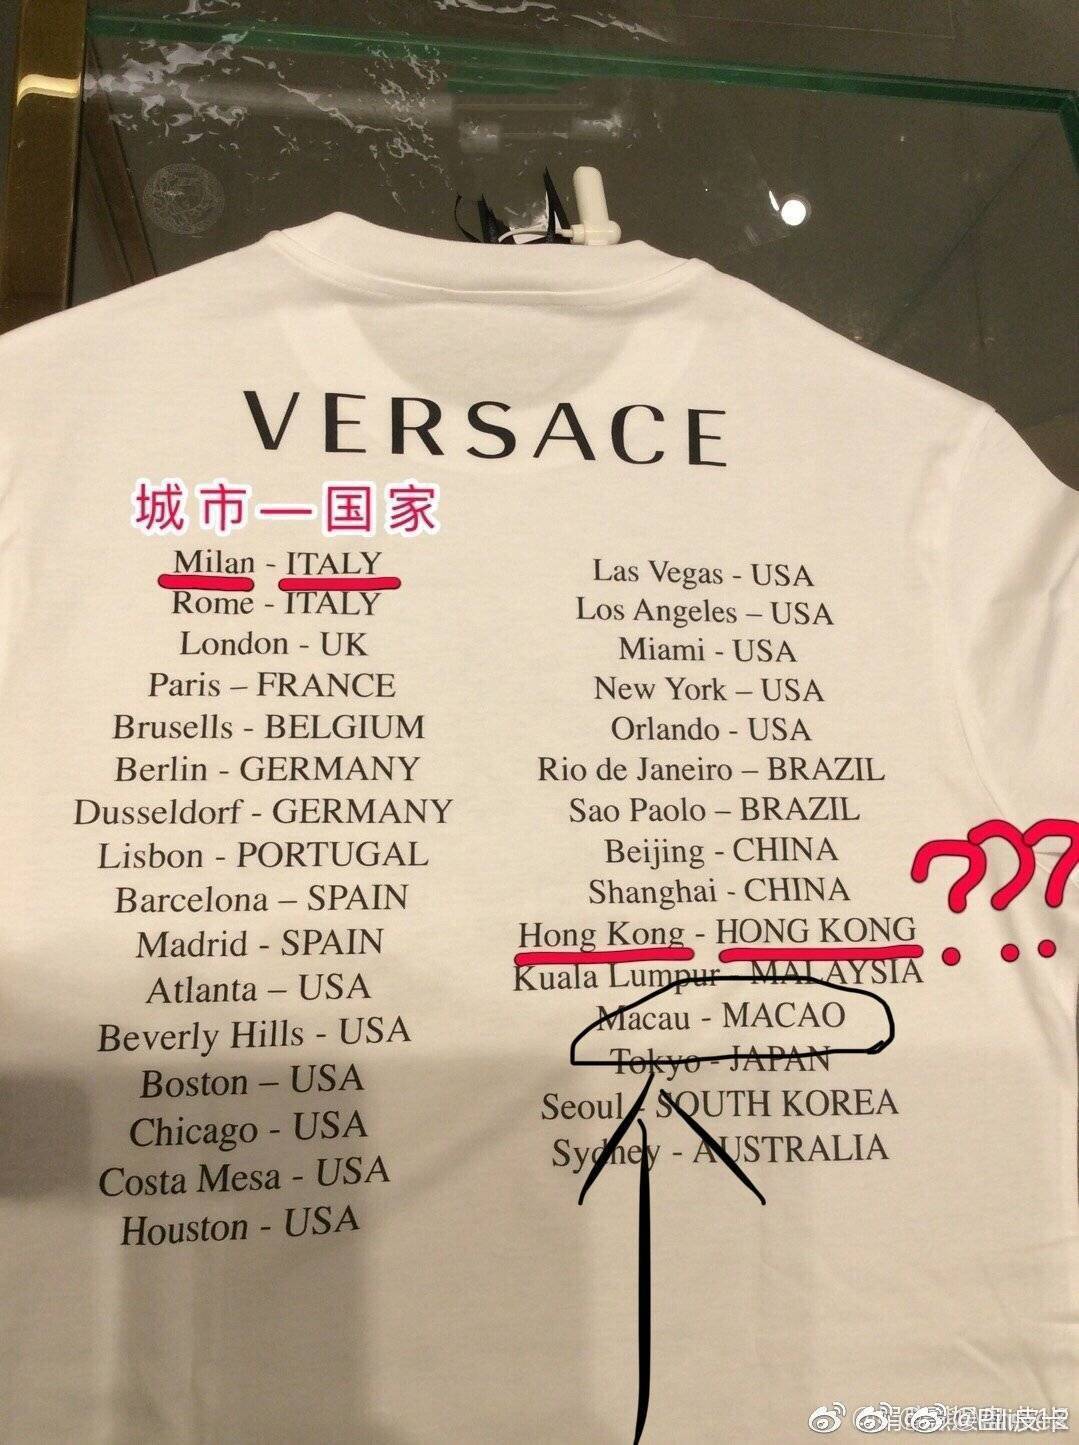 VERSACE
城市—国家
Milan - ITALY
Rome - ITALY
London - UK
Paris – FRANCE
Brusells - BELGIUM
Berlin - GERMANY
Dusseldorf - GERMANY
Lisbon - PORTUGAL
Barcelona – SPAIN
Madrid - SPAIN
Atlanta – USA
Beverly Hills - USA
Boston – USA
Chicago - USA
Costa Mesa - USA
Houston - USA
Las Vegas - USA
Los Angeles – USA
Miami - USA
New York – USA
Orlando - USA
Rio de Janeiro – BRAZIL
Sao Paolo – BRAZIL
Beijing - CHINA
Shanghai - CHINA
Hong Kong - HONG KONG
???
Kuala Lumpur - MALAYSIA
Macau - MACAO
Tokyo - JAPAN
Seoul - SOUTH KOREA
Sydney - AUSTRALIA